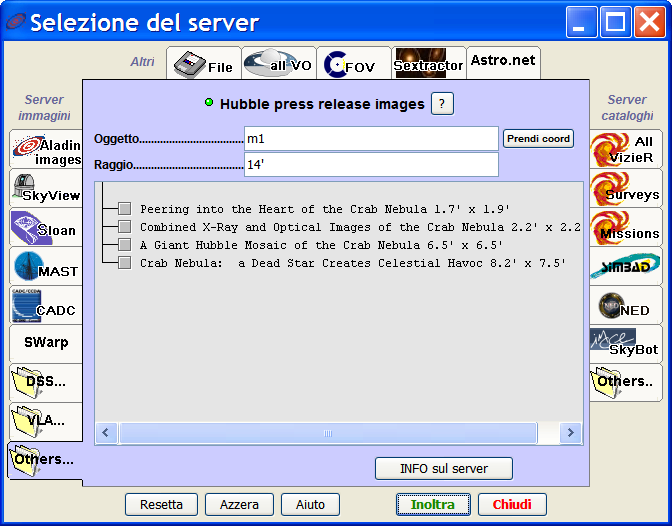 Selezione del server
Altri
File
all VO
FOV
Sextractor
Astro.net
Server
immagini
Server
cataloghi
Hubble press release images
?
Oggetto.................................
m1
Prendi coord
Raggio...................................
14'
Peering into the Heart of the Crab Nebula 1.7' x 1.9'
Combined X-Ray and Optical Images of the Crab Nebula 2.2' x 2.2
A Giant Hubble Mosaic of the Crab Nebula 6.5' x 6.5'
Crab Nebula:  a Dead Star Creates Celestial Havoc 8.2' x 7.5'
Aladin
images
SkyView
Sloan
MAST
CADC/CCDA
CADC
SWarp
DSS...
VLA...
Others...
All
VizieR
Surveys
Missions
SIMBAD
NED
SkyBot
Others..
INFO sul server
Resetta
Azzera
Aiuto
Inoltra
Chiudi